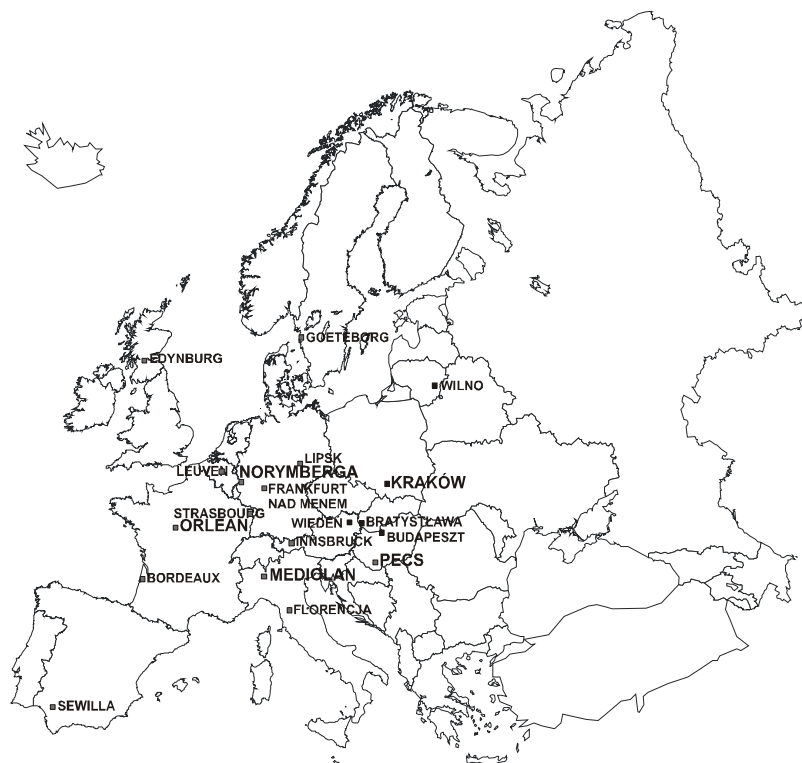 GOETEBORG
EDYNBURG
WILNO
LIPSK
LEUVEN
NORYMBERGA
KRAKÓW
FRANKFURT
NAD MENEM
STRASBOURG
ORLEAN
WIEDEŃ
BRATYSŁAWA
BUDAPESZT
INNSBRUCK
PECS
MEDIOLAN
BORDEAUX
FLORENCJA
SEWILLA